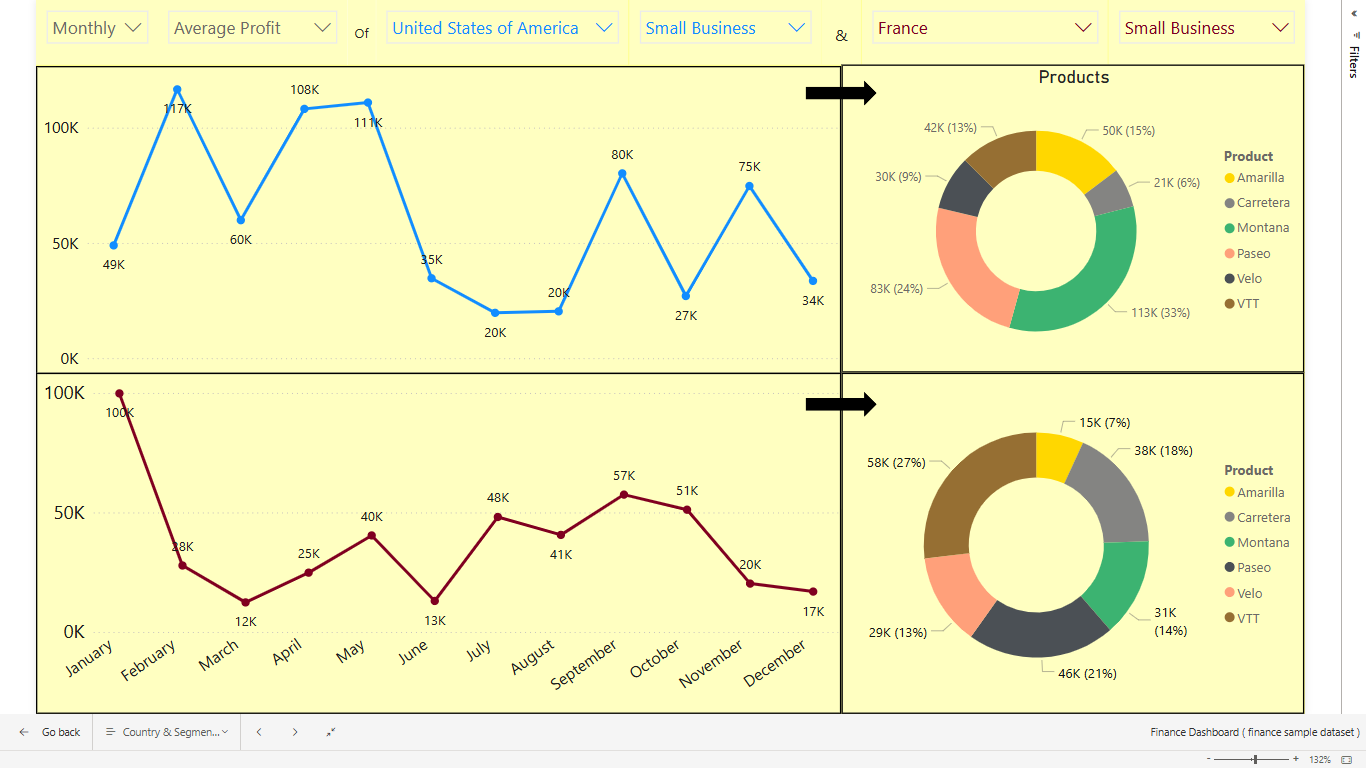 Monthly
Average Profit
Of
United States of America
Small Business
&
France
Small Business
Filters
100K
50K
0K
49K
117K
60K
108K
111K
35K
20K
20K
80K
27K
75K
34K
Products
42K (13%)
50K (15%)
30K (9%)
21K (6%)
83K (24%)
113K (33%)
Product
Amarilla
Carretera
Montana
Paseo
Velo
VTT
100K
50K
0K
100K
28K
12K
25K
40K
13K
48K
41K
57K
51K
20K
17K
January
February
March
April
May
June
July
August
September
October
November
December
15K (7%)
58K (27%)
38K (18%)
29K (13%)
31K
(14%)
46K (21%)
Product
Amarilla
Carretera
Montana
Paseo
Velo
VTT
Go back
Country & Segmen...
Finance Dashboard ( finance sample dataset )
- + 132%